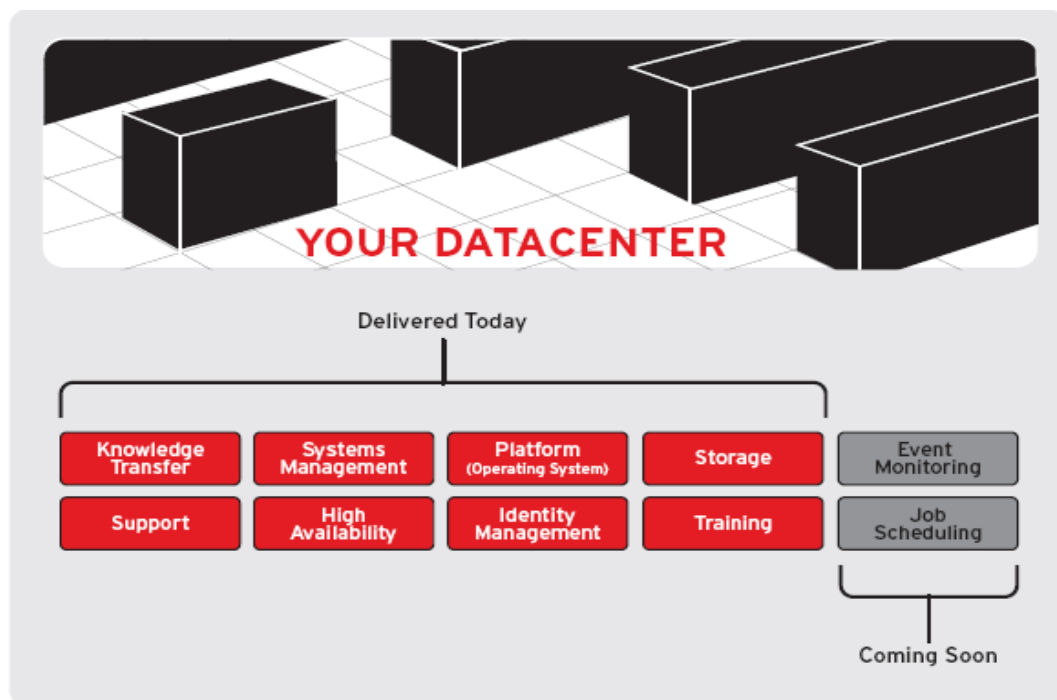 YOUR DATACENTER
Delivered Today
Knowledge
Transfer
Systems
Management
Platform
(Operating System)
Storage
Event
Monitoring
Support
High
Availability
Identity
Management
Training
Job
Scheduling
Coming Soon